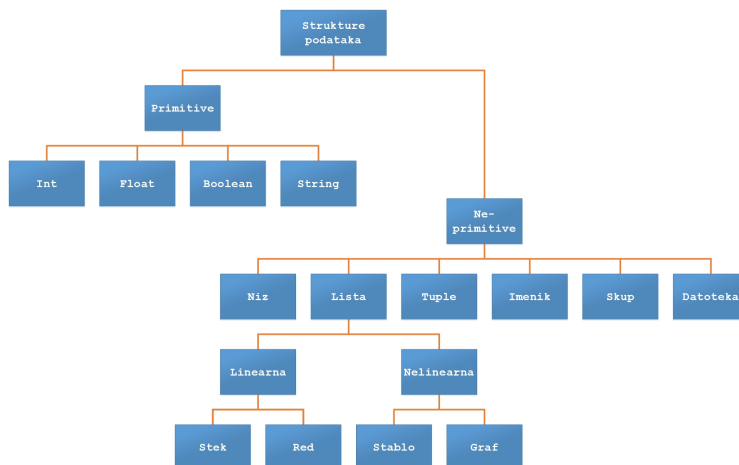 Strukture
podataka
Primitive
Int
Float
Boolean
String
Ne-
primitive
Niz
Lista
Tuple
Imenik
Skup
Datoteka
Linearna
Nelinearna
Stek
Red
Stablo
Graf